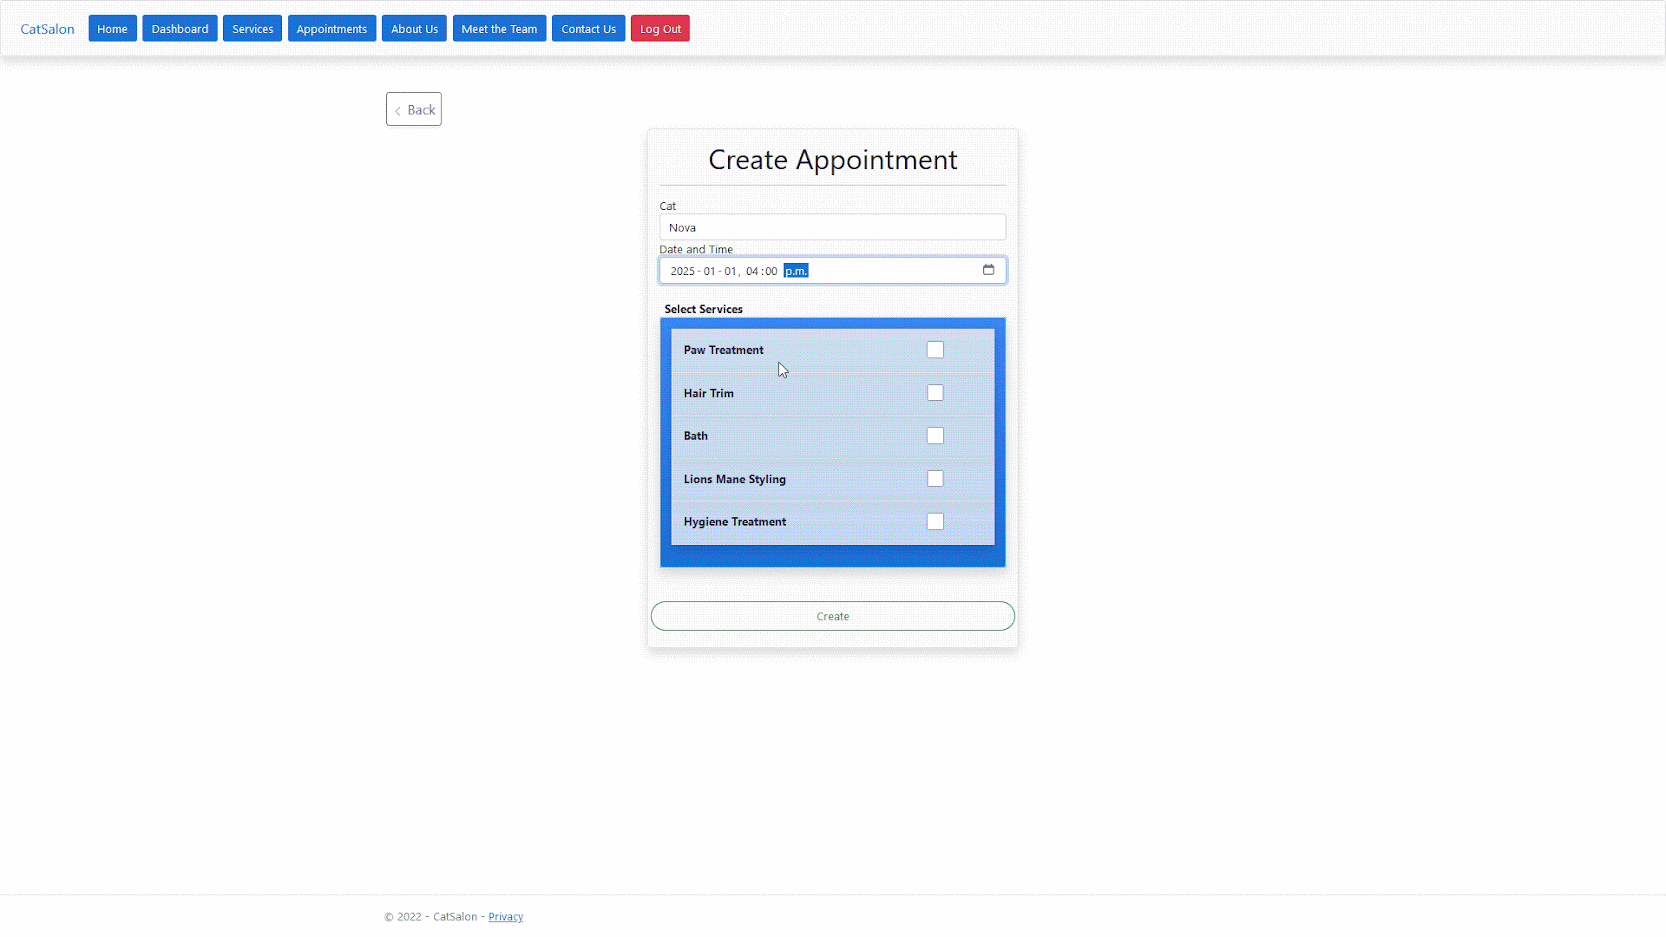 CatSalon Home Dashboard Services Appointments About Us Meet the Team Contact Us Log Out
Back
Create Appointment
Cat
Nova
Date and Time
2025-01-01, 04:00 p.m.
Select Services
Paw Treatment
Hair Trim
Bath
Lions Mane Styling
Hygiene Treatment
Create
© 2022 - CatSalon - Privacy